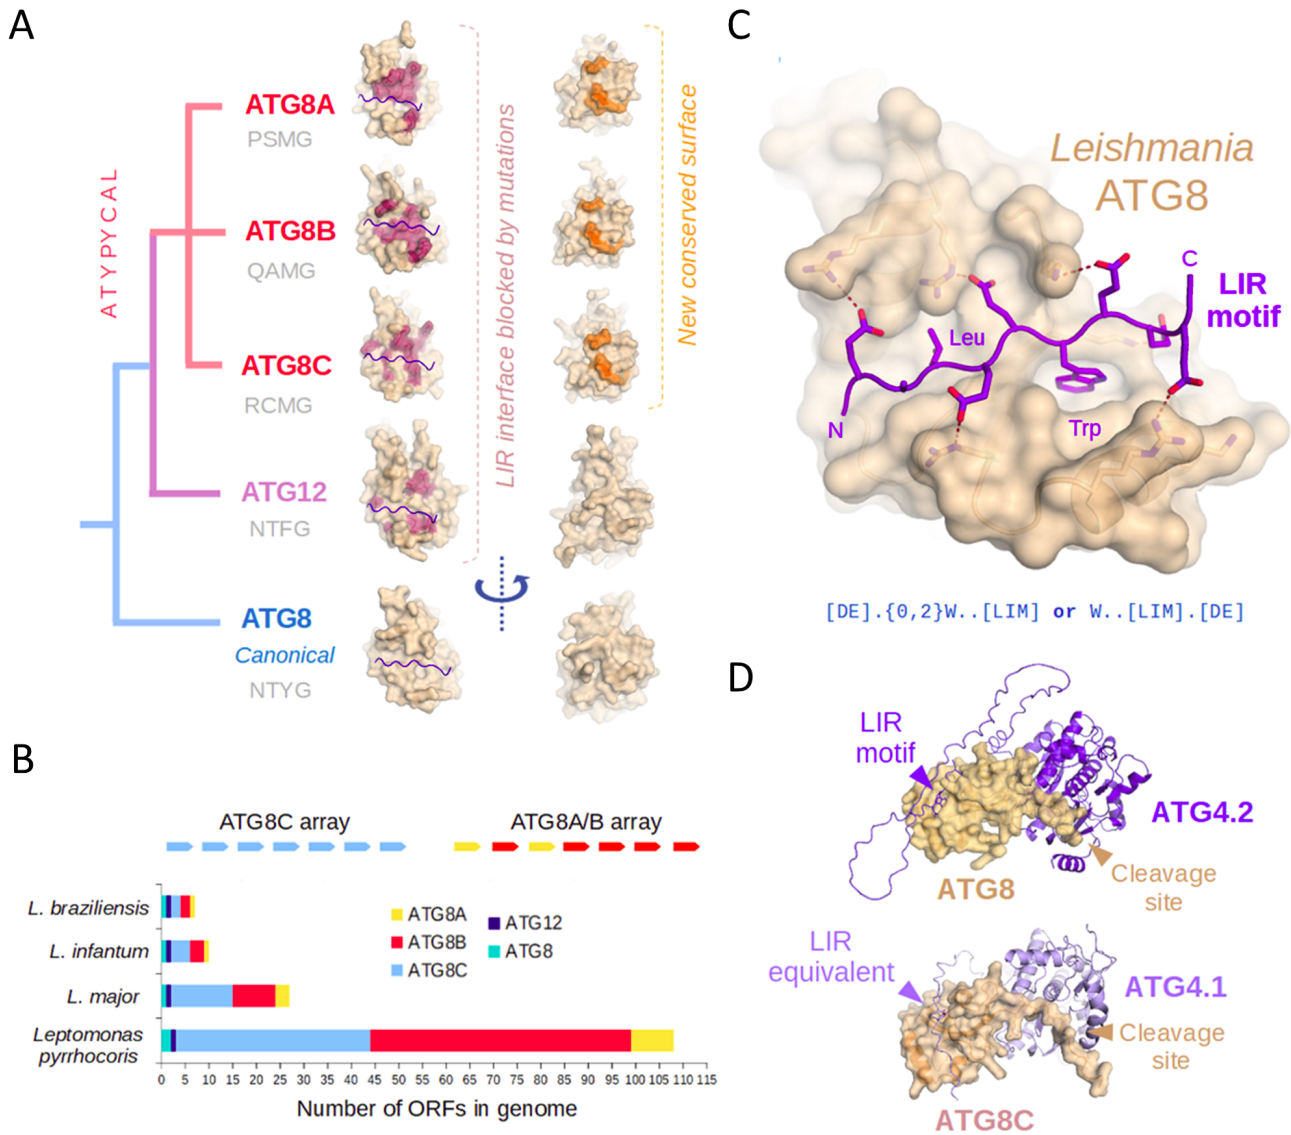 A
ATYPYCAL
ATG8A
PSMG
ATG8B
QAMG
ATG8C
RCMG
ATG12
NTFG
ATG8
Canonical
NTYG
LIR interface blocked by mutations
New conserved surface
B
ATG8C array
ATG8A/B array
L. braziliensis
L. infantum
L. major
Leptomonas
pyrrhocoris
ATG8A
ATG8B
ATG8C
ATG12
ATG8
0 5 10 15 20 25 30 35 40 45 50 55 60 65 70 75 80 85 90 95 100 105 110 115
Number of ORFs in genome
C
Leishmania
ATG8
C
LIR
motif
Leu
N
Trp
[DE].{0,2}W..[LIM] or W..[LIM].[DE]
D
LIR
motif
ATG4.2
Cleavage
site
ATG8
LIR
equivalent
ATG4.1
Cleavage
site
ATG8C